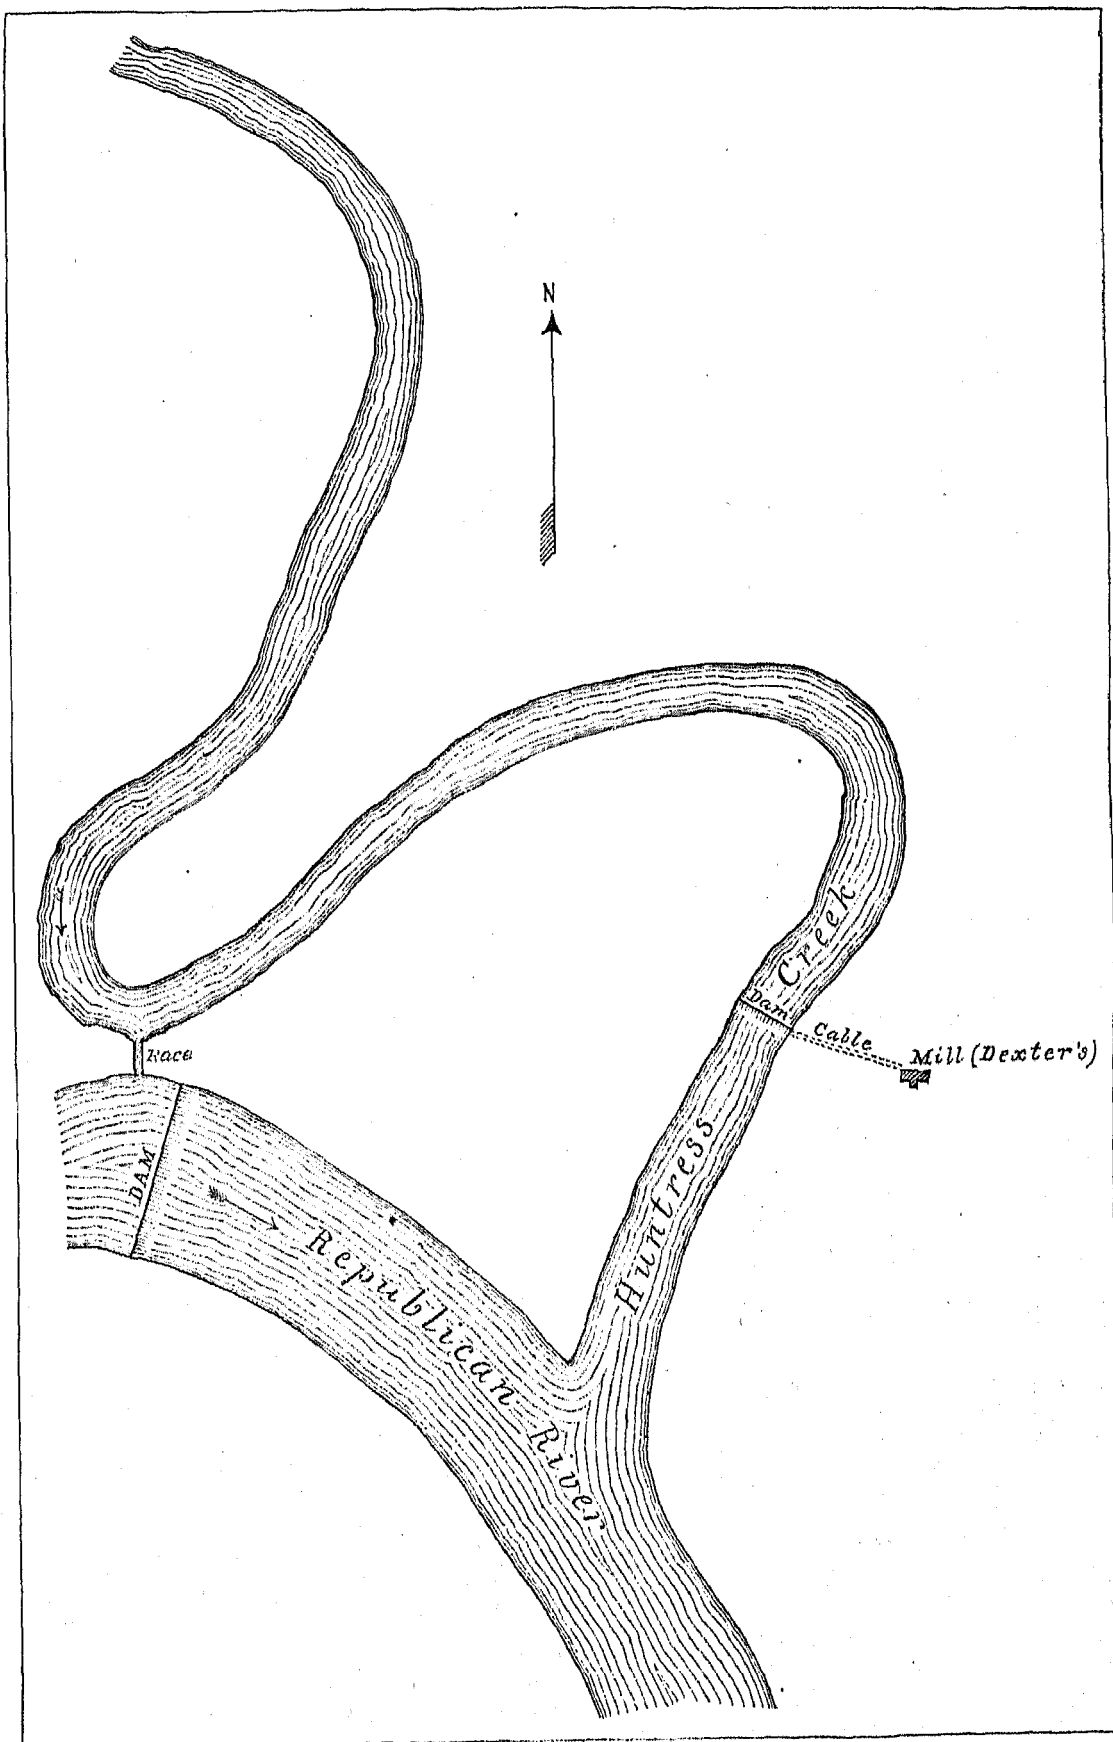 N
Creek
Dam
Cable
Mill (Dexter's)
Race
DAM
Huntress
Republican River